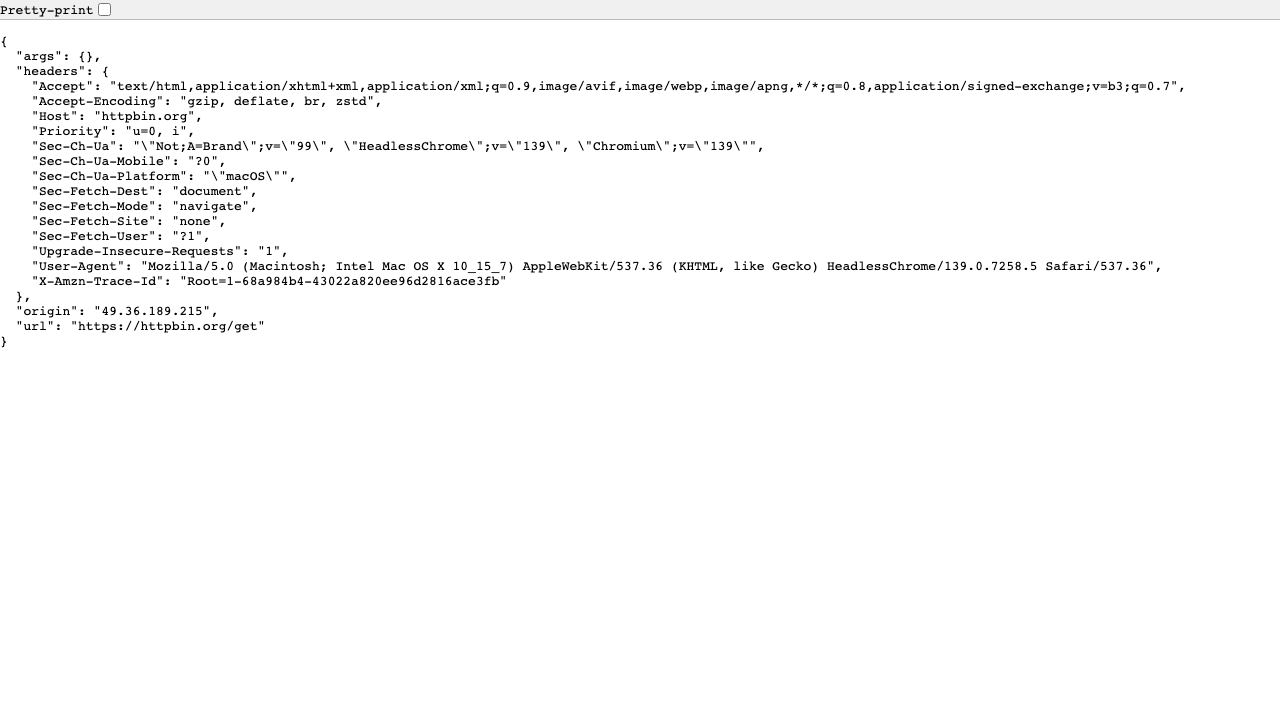 Pretty-print
{
  "args": {},
  "headers": {
    "Accept": "text/html,application/xhtml+xml,application/xml;q=0.9,image/avif,image/webp,image/apng,*/*;q=0.8,application/signed-exchange;v=b3;q=0.7",
    "Accept-Encoding": "gzip, deflate, br, zstd",
    "Host": "httpbin.org",
    "Priority": "u=0, i",
    "Sec-Ch-Ua": "\"Not;A=Brand\";v=\"99\", \"HeadlessChrome\";v=\"139\", \"Chromium\";v=\"139\"",
    "Sec-Ch-Ua-Mobile": "?0",
    "Sec-Ch-Ua-Platform": "\"macOS\"",
    "Sec-Fetch-Dest": "document",
    "Sec-Fetch-Mode": "navigate",
    "Sec-Fetch-Site": "none",
    "Sec-Fetch-User": "?1",
    "Upgrade-Insecure-Requests": "1",
    "User-Agent": "Mozilla/5.0 (Macintosh; Intel Mac OS X 10_15_7) AppleWebKit/537.36 (KHTML, like Gecko) HeadlessChrome/139.0.7258.5 Safari/537.36",
    "X-Amzn-Trace-Id": "Root=1-68a984b4-43022a820ee96d2816ace3fb"
  },
  "origin": "49.36.189.215",
  "url": "https://httpbin.org/get"
}